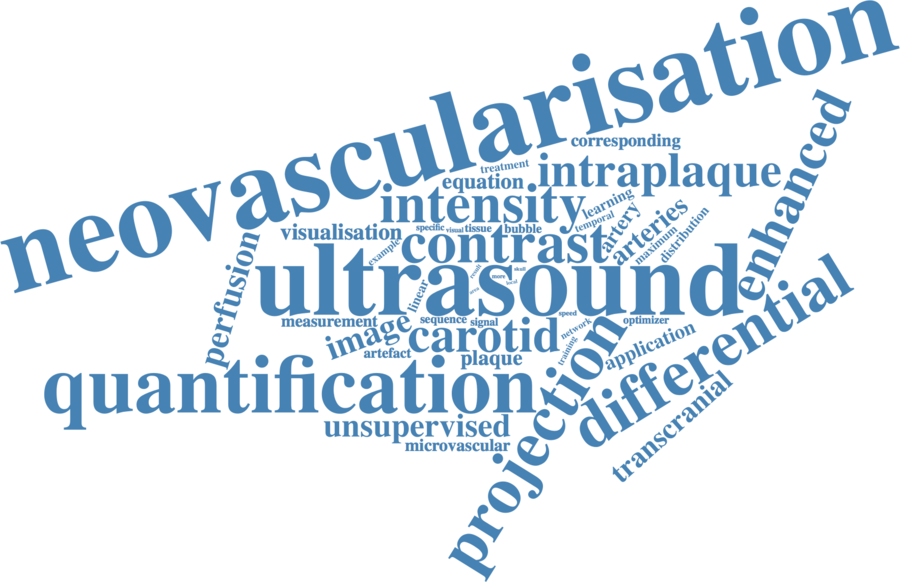 neovascularisation
corresponding
treatment
equation
intraplaque
enhanced
intensity
learning
temporal
artery
arteries
maximum
distribution
visualisation
specific
visual
tissue
bubble
example
contrast
perfusion
ultrasound
result
more
skull
local
area
linear
measurement
sequence
signal
speed
optimizer
image
carotid
network
training
application
artefact
plaque
differential
quantification
projection
transcranial
unsupervised
microvascular